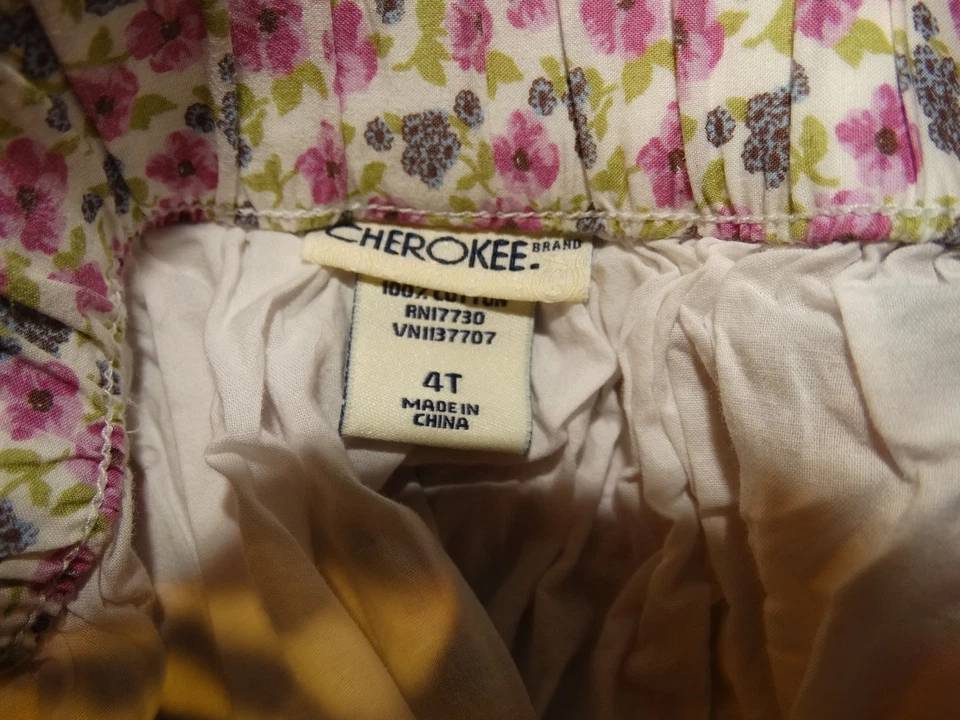 CHEROKEE BRAND
100% COTTON
RN17730
VN1137707
4T
MADE IN
CHINA